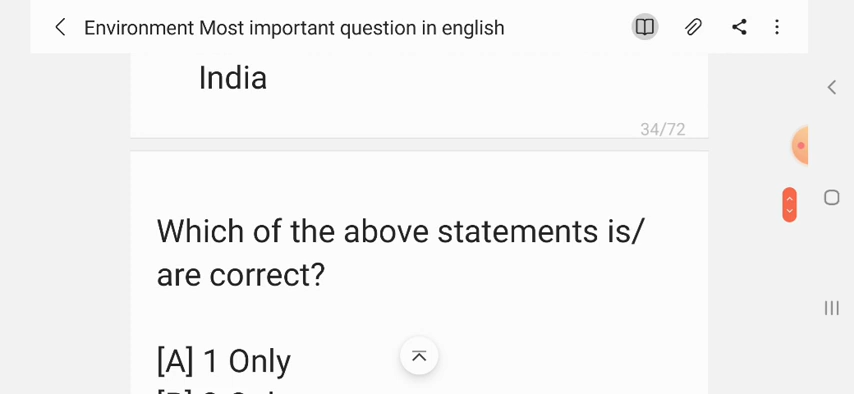 Environment Most important question in english
India
34/72
Which of the above statements is/
are correct?
[A] 1 Only